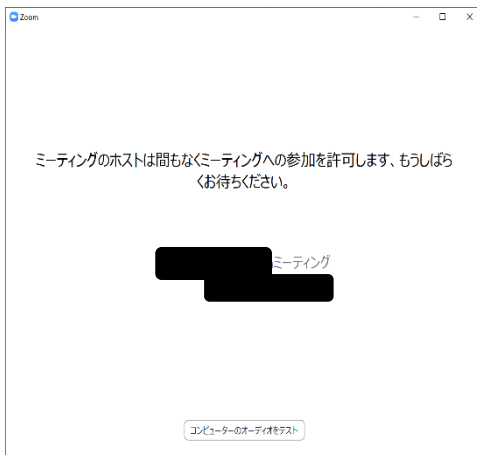 Zoom
ミーティングのホストは間もなくミーティングへの参加を許可します、もうしばら
くお待ちください。
ミーティング
コンピューターのオーディオをテスト